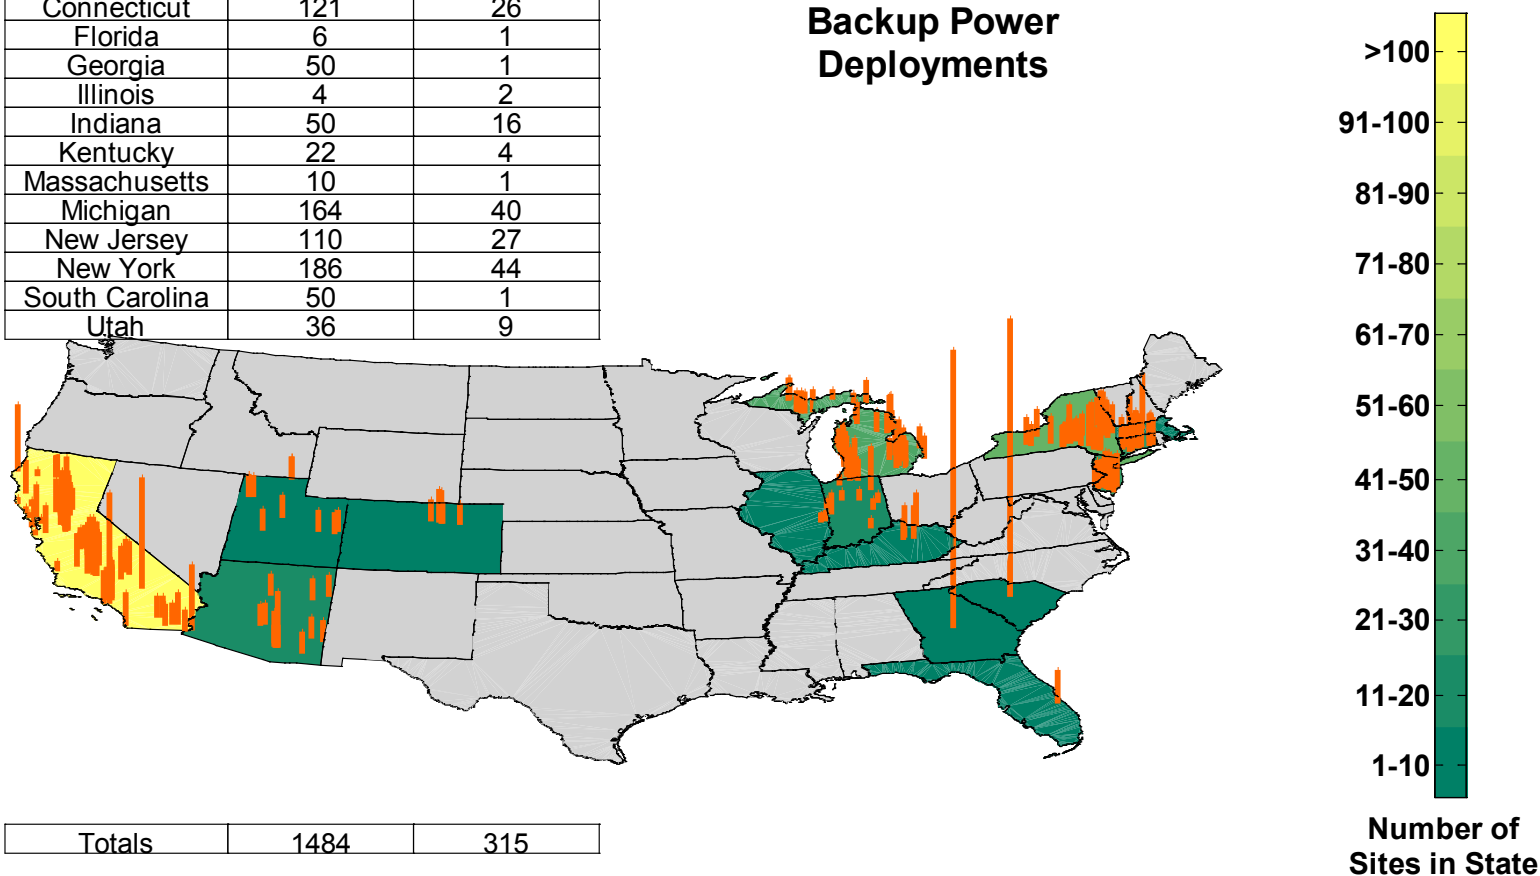 Connecticut 121 26
Florida 6 1
Georgia 50 1
Illinois 4 2
Indiana 50 16
Kentucky 22 4
Massachusetts 10 1
Michigan 164 40
New Jersey 110 27
New York 186 44
South Carolina 50 1
Utah 36 9
Totals 1484 315
Backup Power
Deployments
>100
91-100
81-90
71-80
61-70
51-60
41-50
31-40
21-30
11-20
1-10
Number of
Sites in State